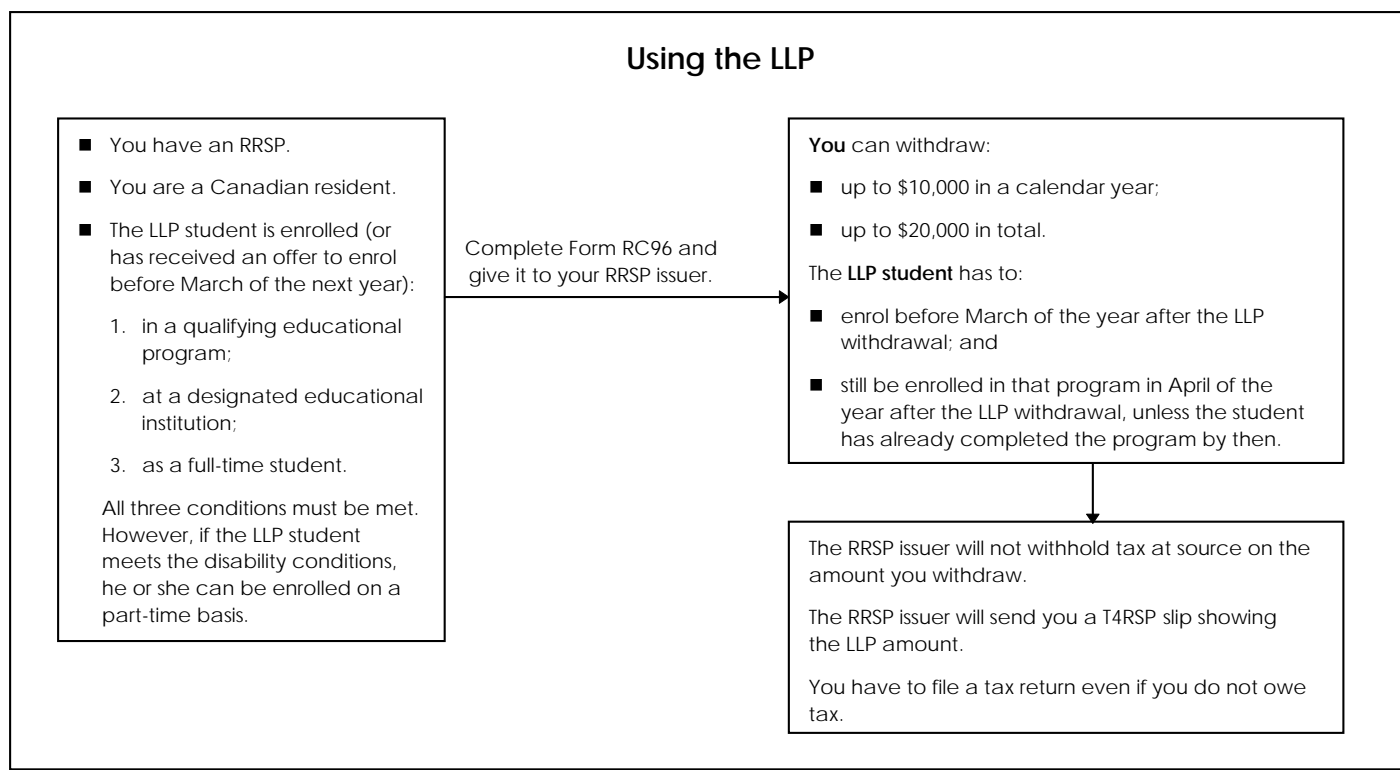 Using the LLP
■ You have an RRSP.
■ You are a Canadian resident.
■ The LLP student is enrolled (or
has received an offer to enrol
before March of the next year):
1. in a qualifying educational
program;
2. at a designated educational
institution;
3. as a full-time student.
All three conditions must be met.
However, if the LLP student
meets the disability conditions,
he or she can be enrolled on a
part-time basis.
Complete Form RC96 and
give it to your RRSP issuer.
You can withdraw:
■ up to $10,000 in a calendar year;
■ up to $20,000 in total.
The LLP student has to:
■ enrol before March of the year after the LLP
withdrawal; and
■ still be enrolled in that program in April of the
year after the LLP withdrawal, unless the student
has already completed the program by then.
The RRSP issuer will not withhold tax at source on the
amount you withdraw.
The RRSP issuer will send you a T4RSP slip showing
the LLP amount.
You have to file a tax return even if you do not owe
tax.